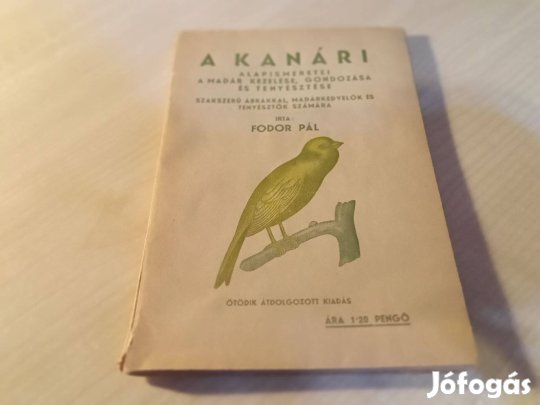 A KANÁRI
ALAPISMERETEI
A MADÁR KEZELÉSE, GONDOZÁSA
ÉS TENYÉSZTÉSE
SZAKSZERŰ ÁBRÁKKAL, MADÁRKEDVELŐK ÉS
TENYÉSZTŐK SZÁMÁRA
IRTA:
FODOR PÁL
ÖTÖDIK ÁTDOLGOZOTT KIADÁS
ÁRA 1·20 PENGŐ
Jófogás